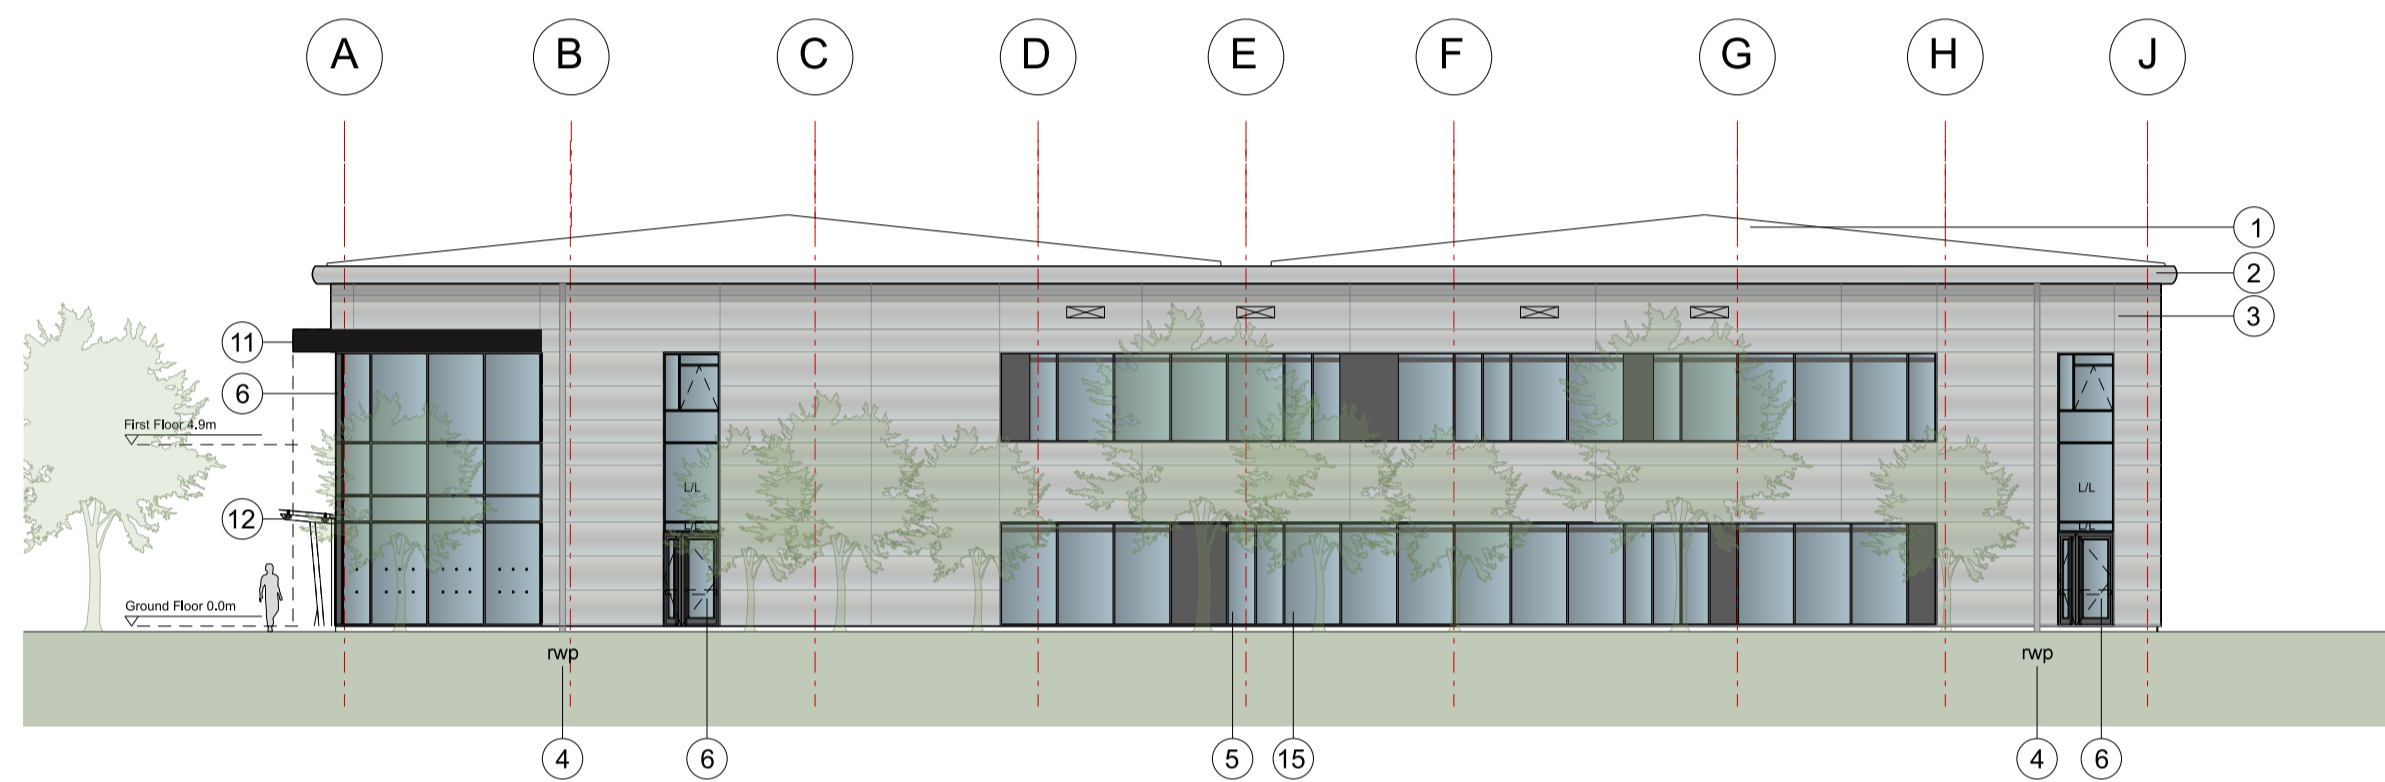 A B C D E F G H J
1
2
3
11
6
First Floor 4.9m
L/L
L/L
12
L/L
L/L
Ground Floor 0.0m
rwp
rwp
4
6
5
15
4
6